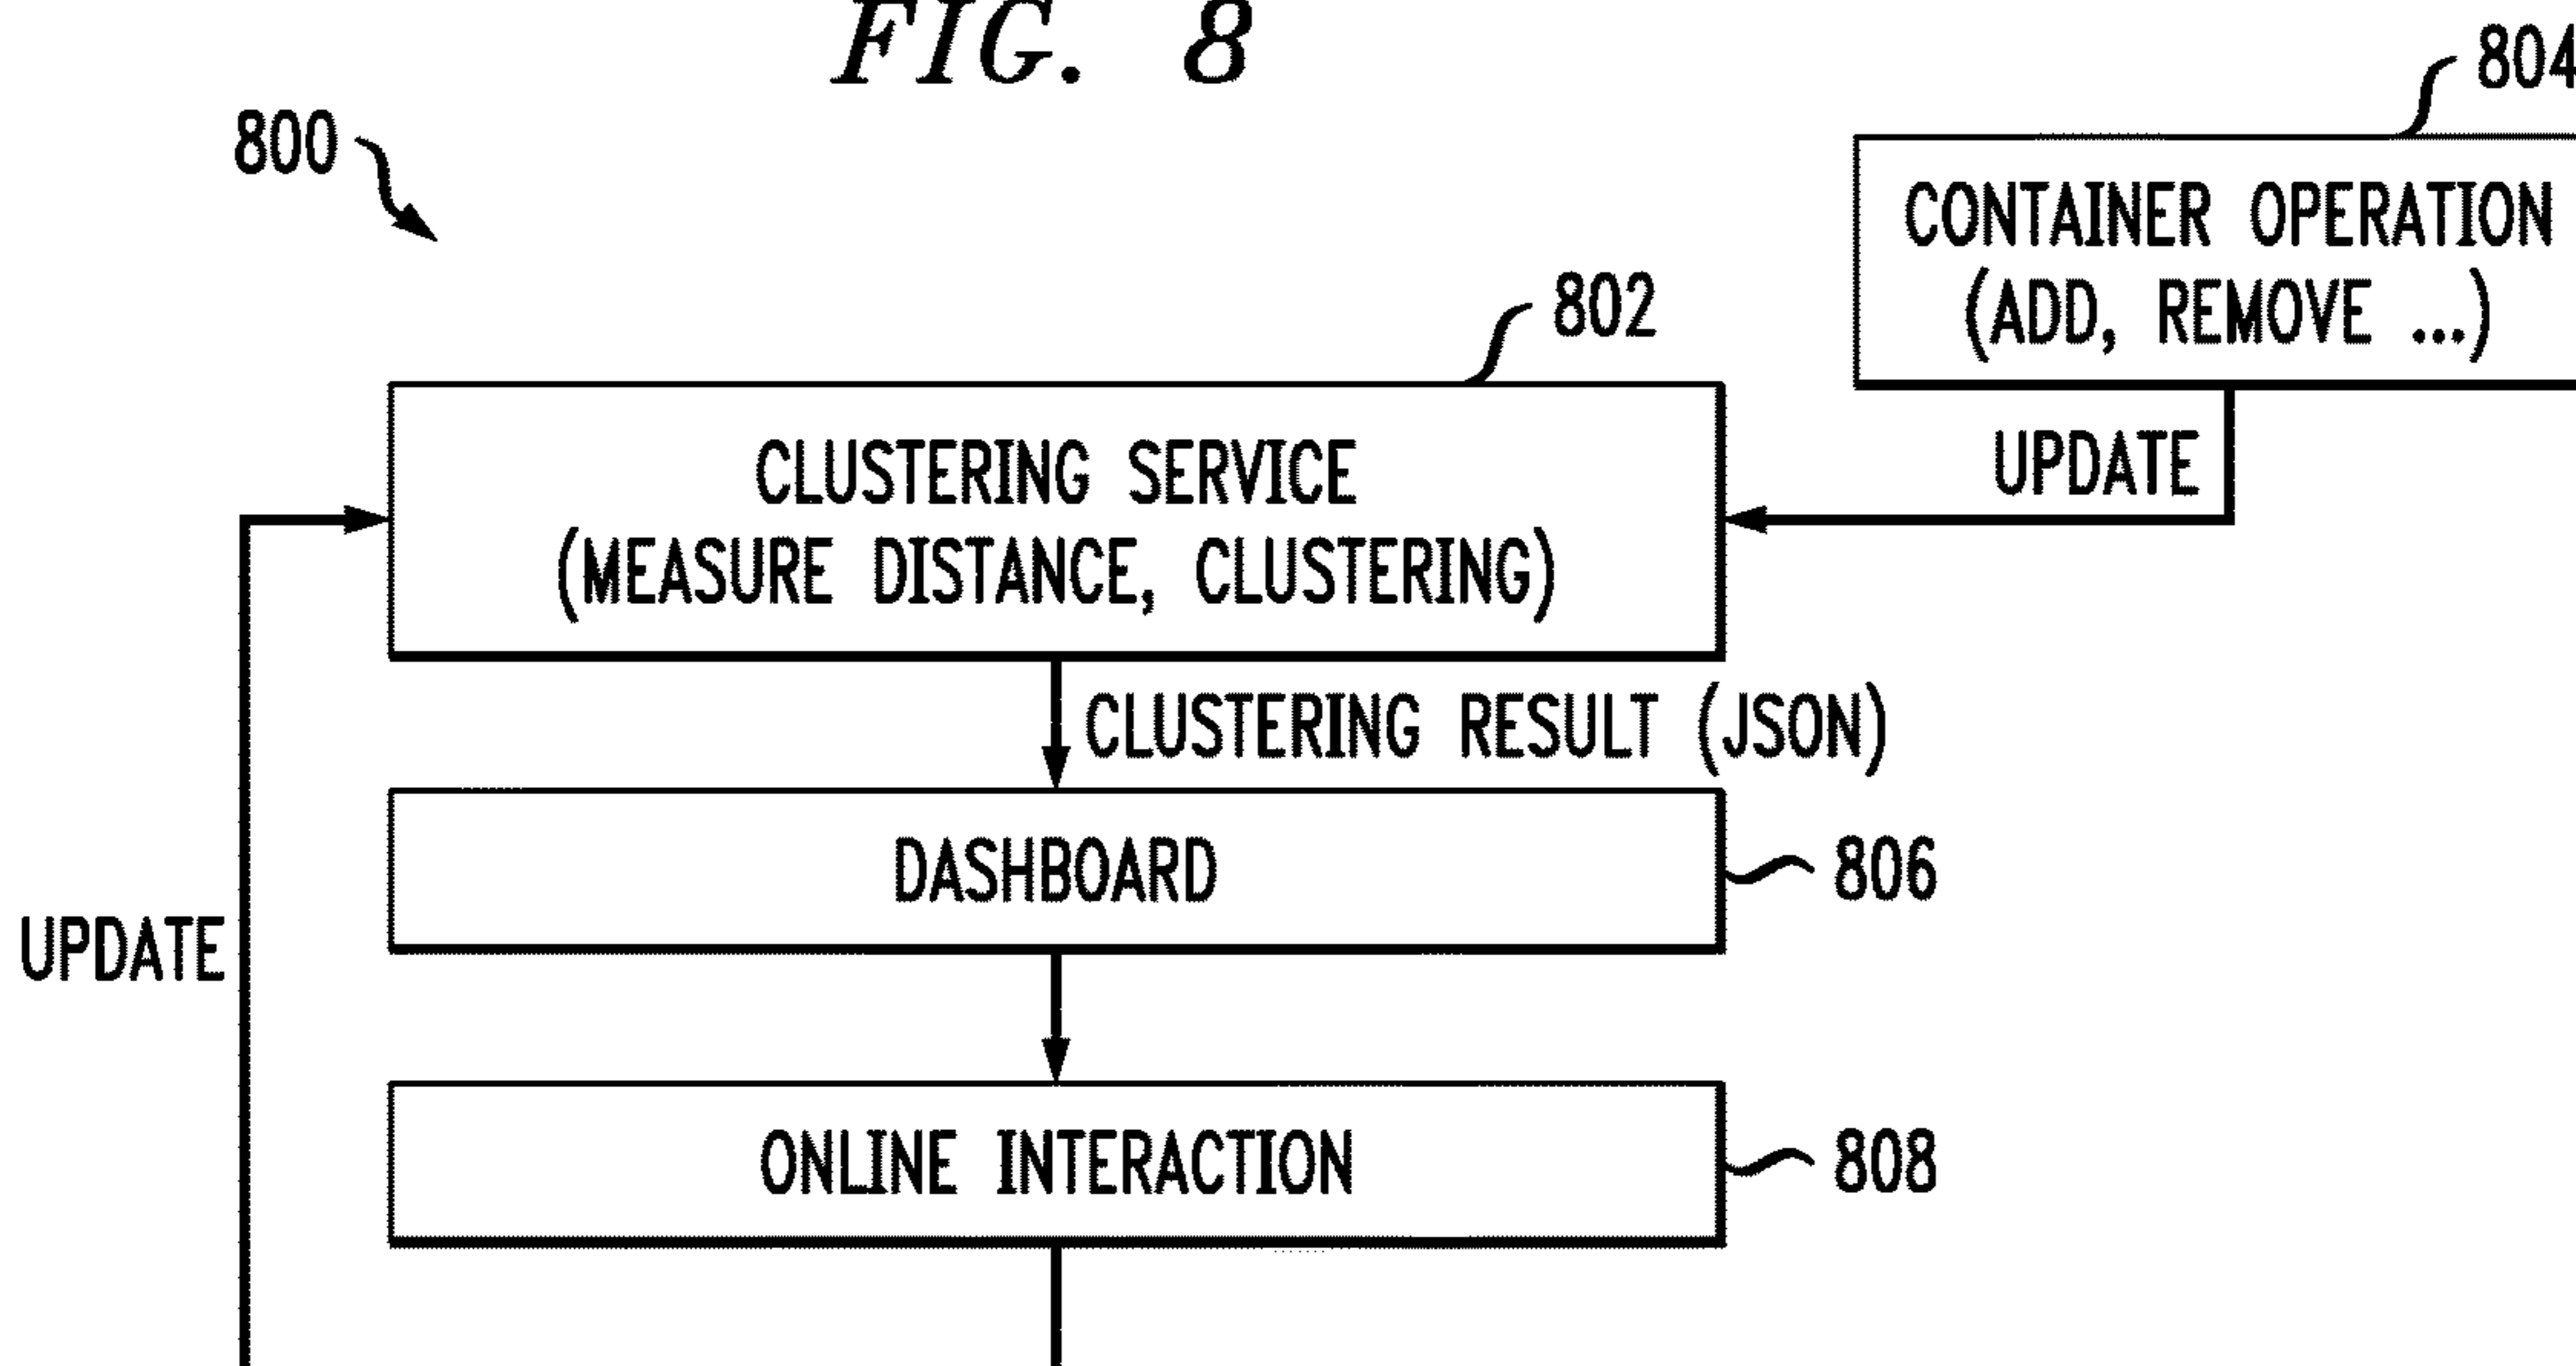 FIG. 8
800
804
CONTAINER OPERATION
(ADD, REMOVE ...)
802
UPDATE
CLUSTERING SERVICE
(MEASURE DISTANCE, CLUSTERING)
CLUSTERING RESULT (JSON)
DASHBOARD
806
UPDATE
ONLINE INTERACTION
808